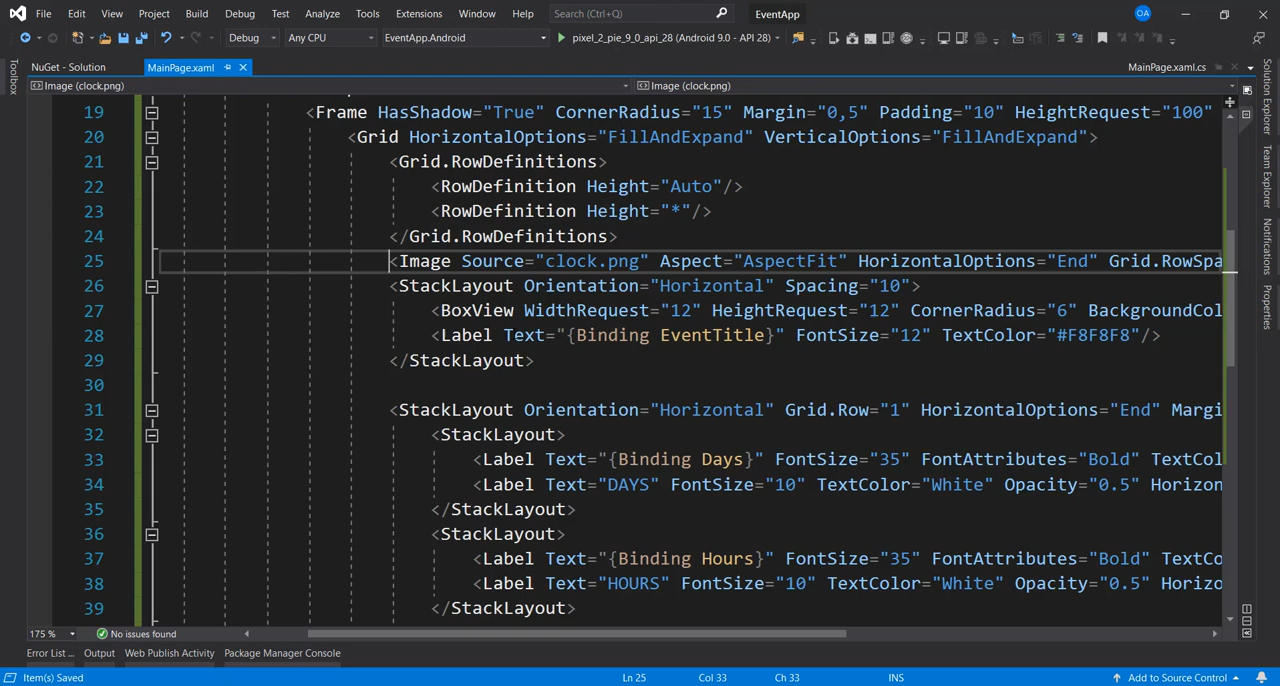 File Edit View Project Build Debug Test Analyze Tools Extensions Window Help Search (Ctrl+Q) EventApp OA
Debug Any CPU EventApp.Android pixel_2_pie_9_0_api_28 (Android 9.0 - API 28)
NuGet - Solution MainPage.xaml MainPage.xaml.cs
Image (clock.png) Image (clock.png)
Toolbox
19 <Frame HasShadow="True" CornerRadius="15" Margin="0,5" Padding="10" HeightRequest="100"
20 <Grid HorizontalOptions="FillAndExpand" VerticalOptions="FillAndExpand">
21 <Grid.RowDefinitions>
22 <RowDefinition Height="Auto"/>
23 <RowDefinition Height="*"/>
24 </Grid.RowDefinitions>
25 <Image Source="clock.png" Aspect="AspectFit" HorizontalOptions="End" Grid.RowSpa
26 <StackLayout Orientation="Horizontal" Spacing="10">
27 <BoxView WidthRequest="12" HeightRequest="12" CornerRadius="6" BackgroundCol
28 <Label Text="{Binding EventTitle}" FontSize="12" TextColor="#F8F8F8"/>
29 </StackLayout>
30
31 <StackLayout Orientation="Horizontal" Grid.Row="1" HorizontalOptions="End" Margi
32 <StackLayout>
33 <Label Text="{Binding Days}" FontSize="35" FontAttributes="Bold" TextCol
34 <Label Text="DAYS" FontSize="10" TextColor="White" Opacity="0.5" Horizon
35 </StackLayout>
36 <StackLayout>
37 <Label Text="{Binding Hours}" FontSize="35" FontAttributes="Bold" TextCo
38 <Label Text="HOURS" FontSize="10" TextColor="White" Opacity="0.5" Horizo
39 </StackLayout>
Solution Explorer
Team Explorer
Notifications
Properties
175 % No issues found
Error List ... Output Web Publish Activity Package Manager Console
Item(s) Saved Ln 25 Col 33 Ch 33 INS Add to Source Control